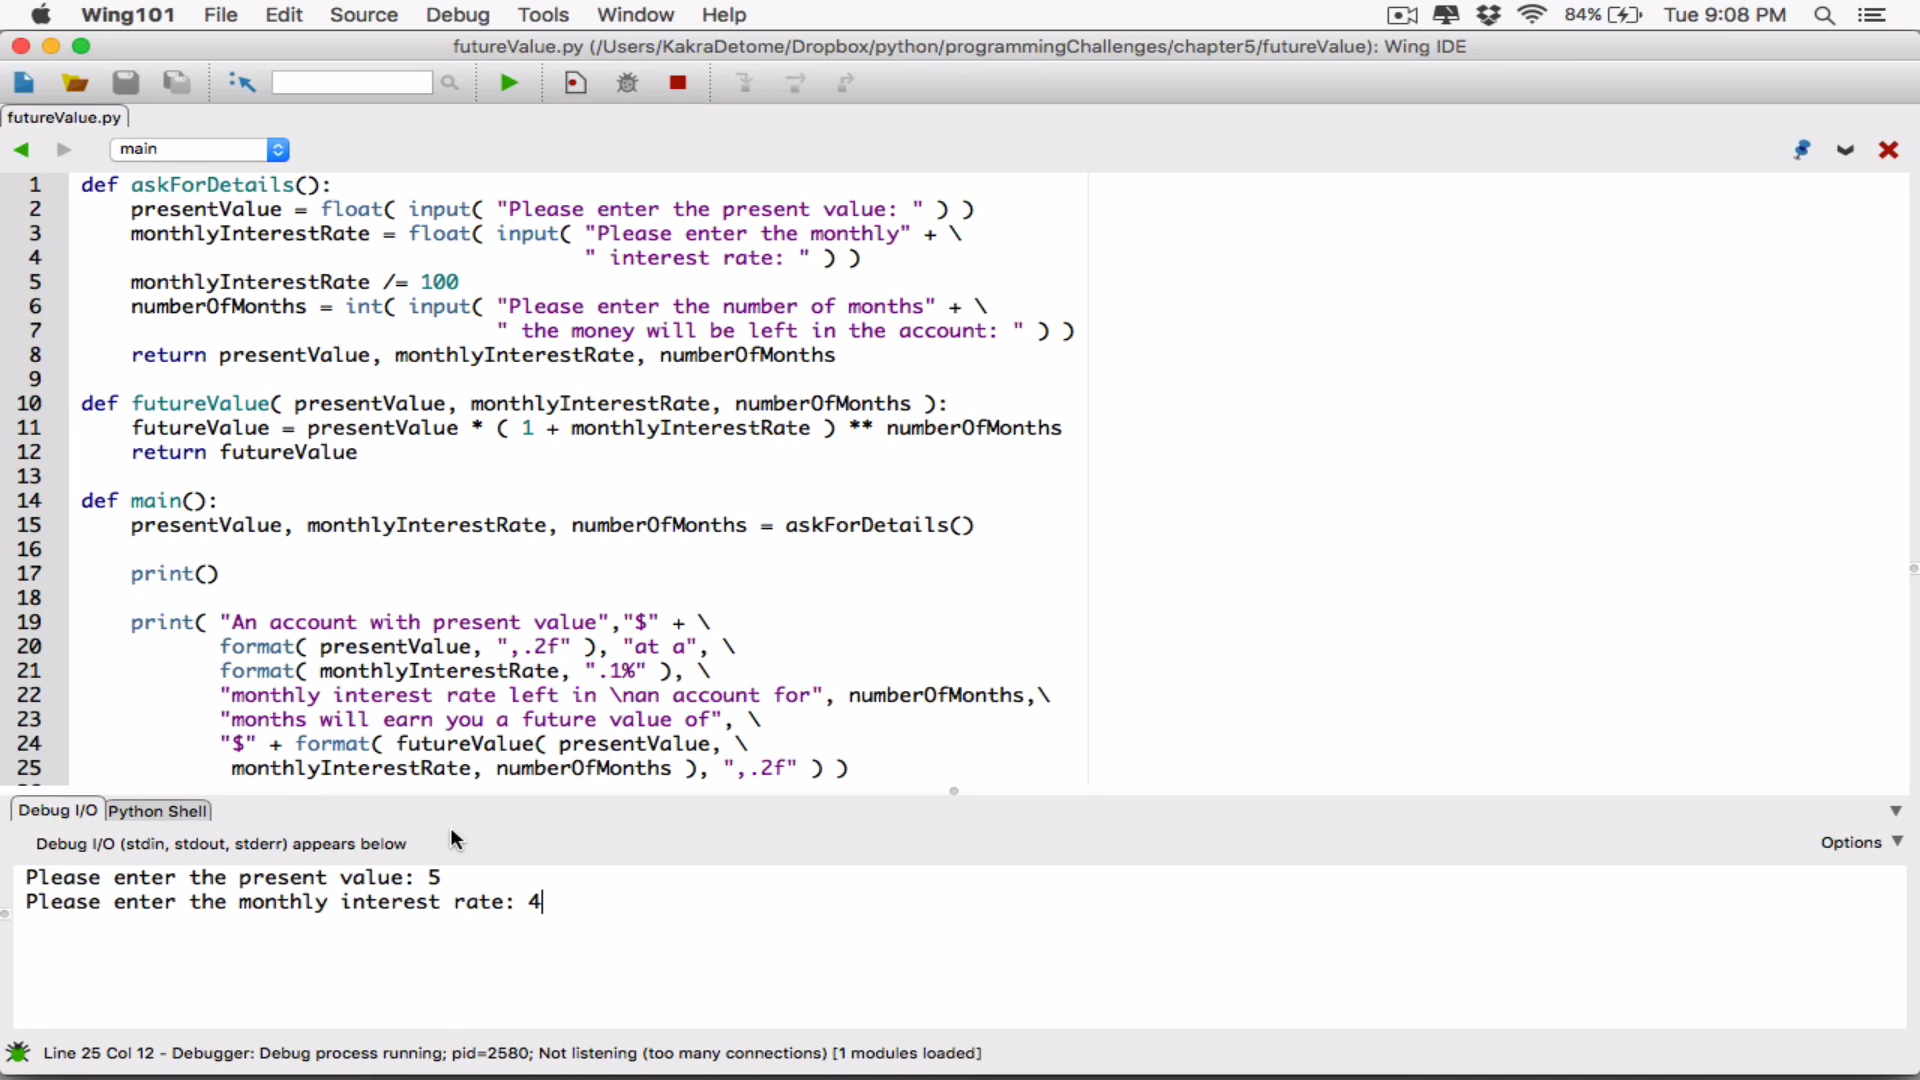 Wing101 File Edit Source Debug Tools Window Help 84% Tue 9:08 PM
futureValue.py (/Users/KakraDetome/Dropbox/python/programmingChallenges/chapter5/futureValue): Wing IDE
futureValue.py
main
1 def askForDetails():
2 presentValue = float( input( "Please enter the present value: " ) )
3 monthlyInterestRate = float( input( "Please enter the monthly" + \
4 " interest rate: " ) )
5 monthlyInterestRate /= 100
6 numberOfMonths = int( input( "Please enter the number of months" + \
7 " the money will be left in the account: " ) )
8 return presentValue, monthlyInterestRate, numberOfMonths
9
10 def futureValue( presentValue, monthlyInterestRate, numberOfMonths ):
11 futureValue = presentValue * ( 1 + monthlyInterestRate ) ** numberOfMonths
12 return futureValue
13
14 def main():
15 presentValue, monthlyInterestRate, numberOfMonths = askForDetails()
16
17 print()
18
19 print( "An account with present value","$" + \
20 format( presentValue, ",.2f" ), "at a", \
21 format( monthlyInterestRate, ".1%" ), \
22 "monthly interest rate left in \nan account for", numberOfMonths,\
23 "months will earn you a future value of", \
24 "$" + format( futureValue( presentValue, \
25 monthlyInterestRate, numberOfMonths ), ",.2f" ) )
Debug I/O Python Shell
Debug I/O (stdin, stdout, stderr) appears below Options
Please enter the present value: 5
Please enter the monthly interest rate: 4
Line 25 Col 12 - Debugger: Debug process running; pid=2580; Not listening (too many connections) [1 modules loaded]